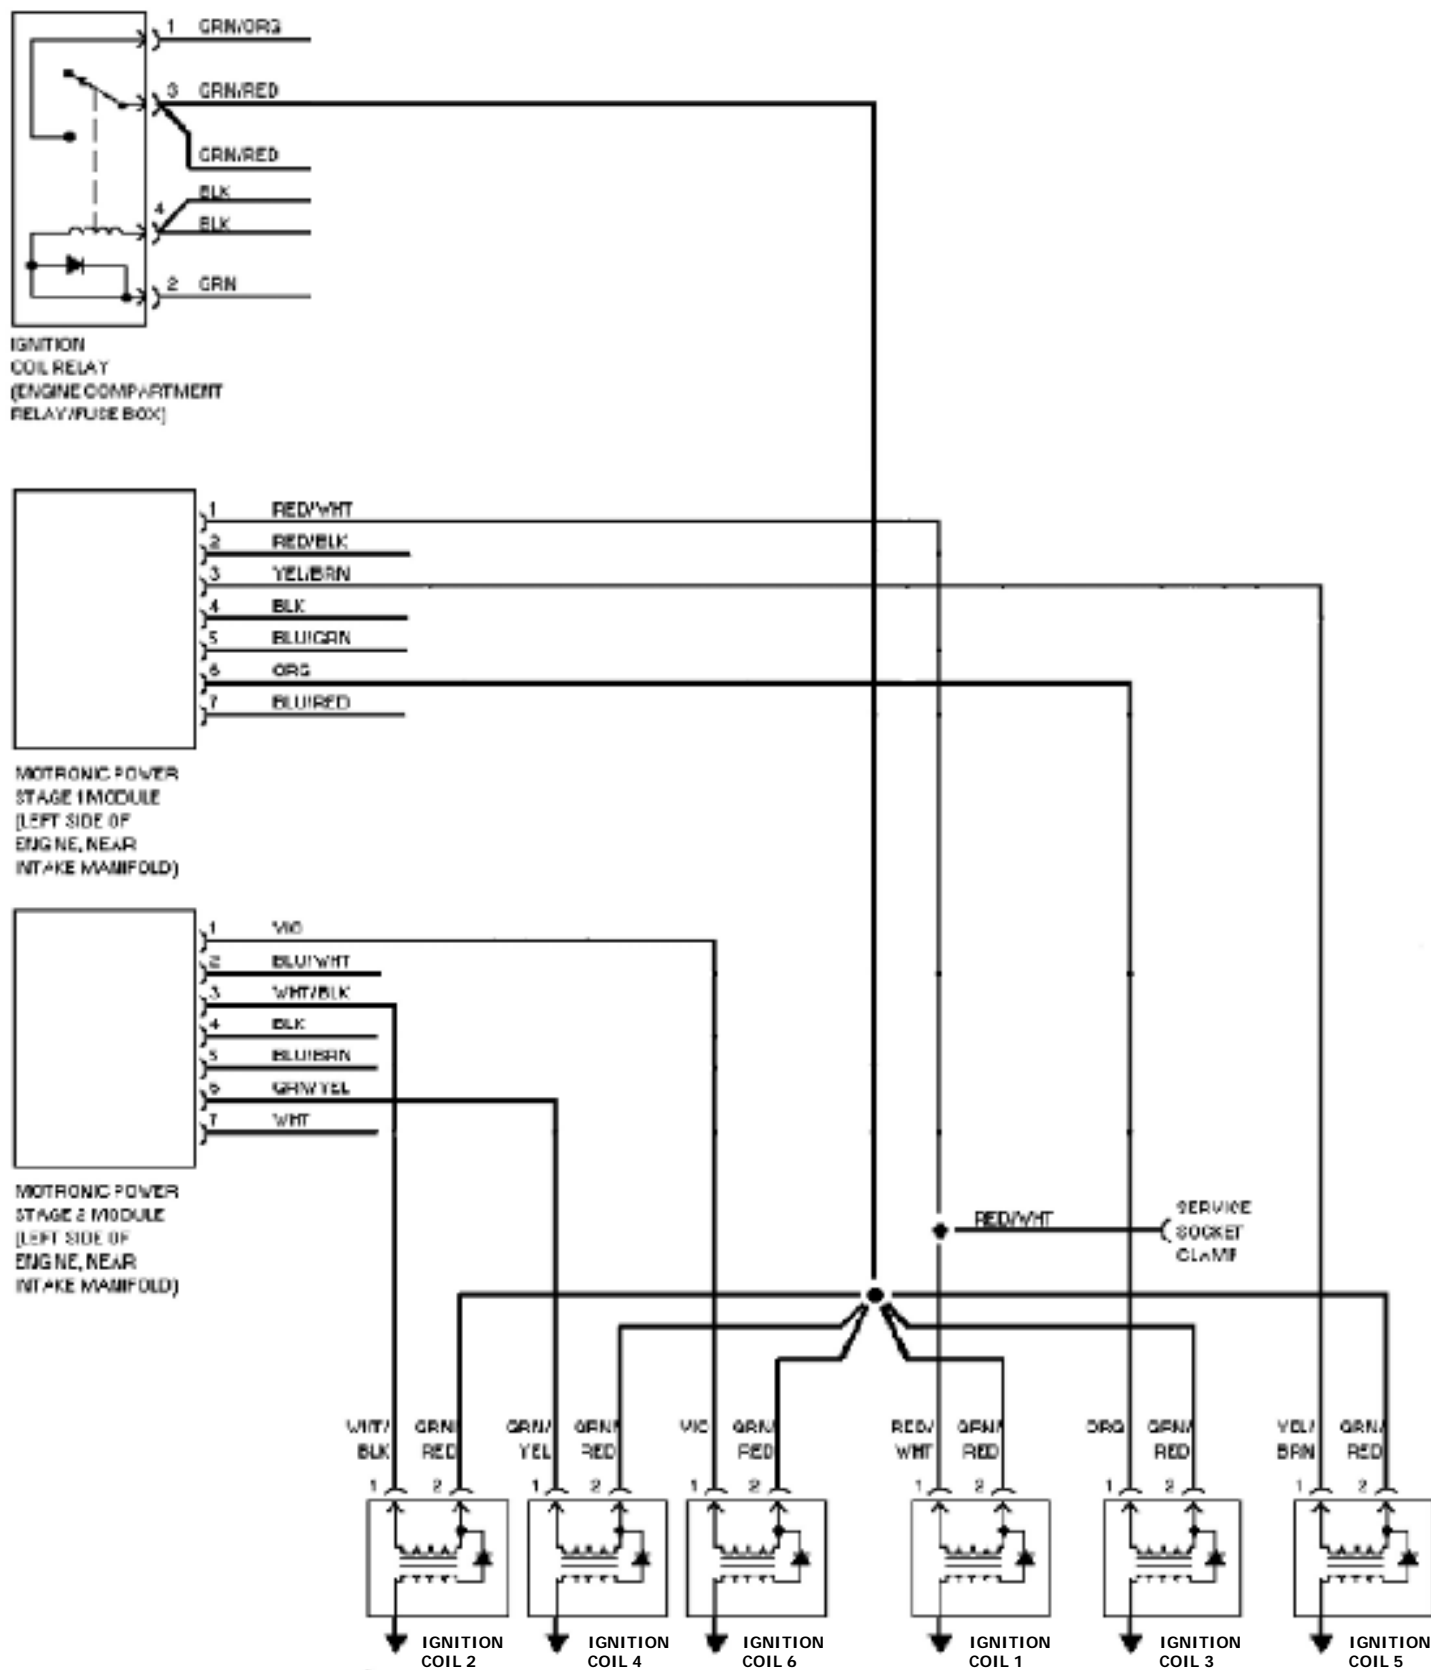 1 GRN/ORG
3 GRN/RED
GRN/RED
BLK
4
BLK
2 GRN
IGNITION
COIL RELAY
(ENGINE COMPARTMENT
RELAY/FUSE BOX)
1 RED/WHT
2 RED/BLK
3 YEL/BRN
4 BLK
5 BLU/GRN
6 ORG
7 BLU/RED
MOTRONIC POWER
STAGE 1 MODULE
(LEFT SIDE OF
ENGINE, NEAR
INTAKE MANIFOLD)
1 VIO
2 BLU/WHT
3 WHT/BLK
4 BLK
5 BLU/BRN
6 GRN/YEL
7 WHT
MOTRONIC POWER
STAGE 2 MODULE
(LEFT SIDE OF
ENGINE, NEAR
INTAKE MANIFOLD)
RED/WHT
SERVICE
SOCKET
CLAMP
WHT/ GRN/ GRN/ GRN/ VIO GRN/ RED/ GRN/ ORG GRN/ YEL/ GRN/
BLK RED YEL RED RED WHT RED RED BRN RED
1 2 1 2 1 2 1 2 1 2 1 2
IGNITION IGNITION IGNITION IGNITION IGNITION IGNITION
COIL 2 COIL 4 COIL 6 COIL 1 COIL 3 COIL 5